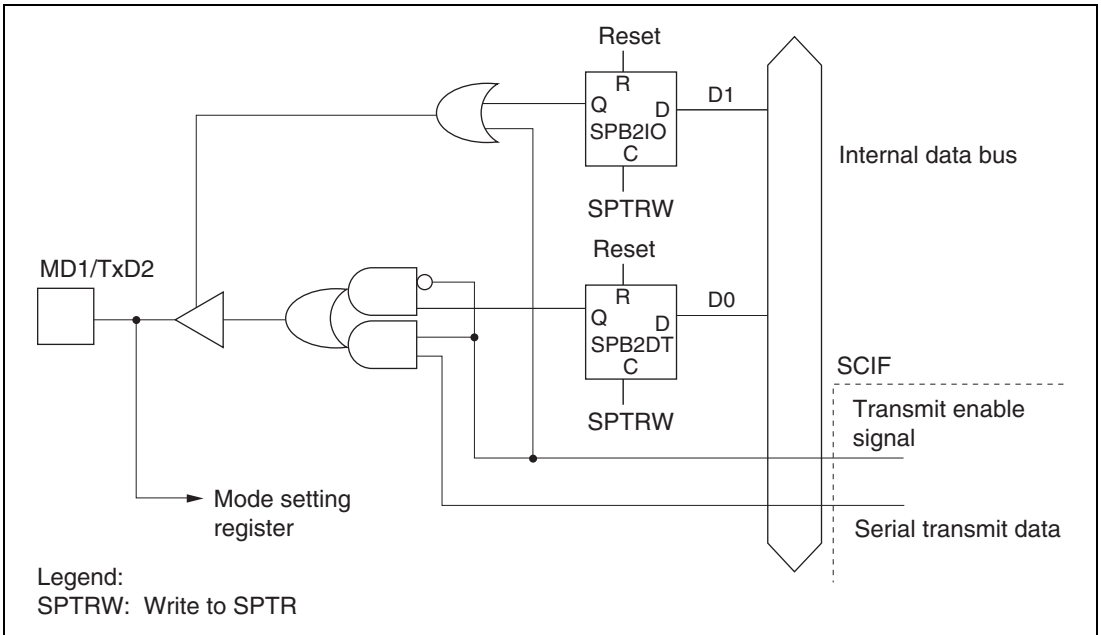 Reset
R
Q
D
SPB2IO
C
D1
SPTRW
Internal data bus
Reset
R
Q
D
SPB2DT
C
D0
SPTRW
MD1/TxD2
SCIF
Transmit enable
signal
Serial transmit data
Mode setting
register
Legend:
SPTRW: Write to SPTR